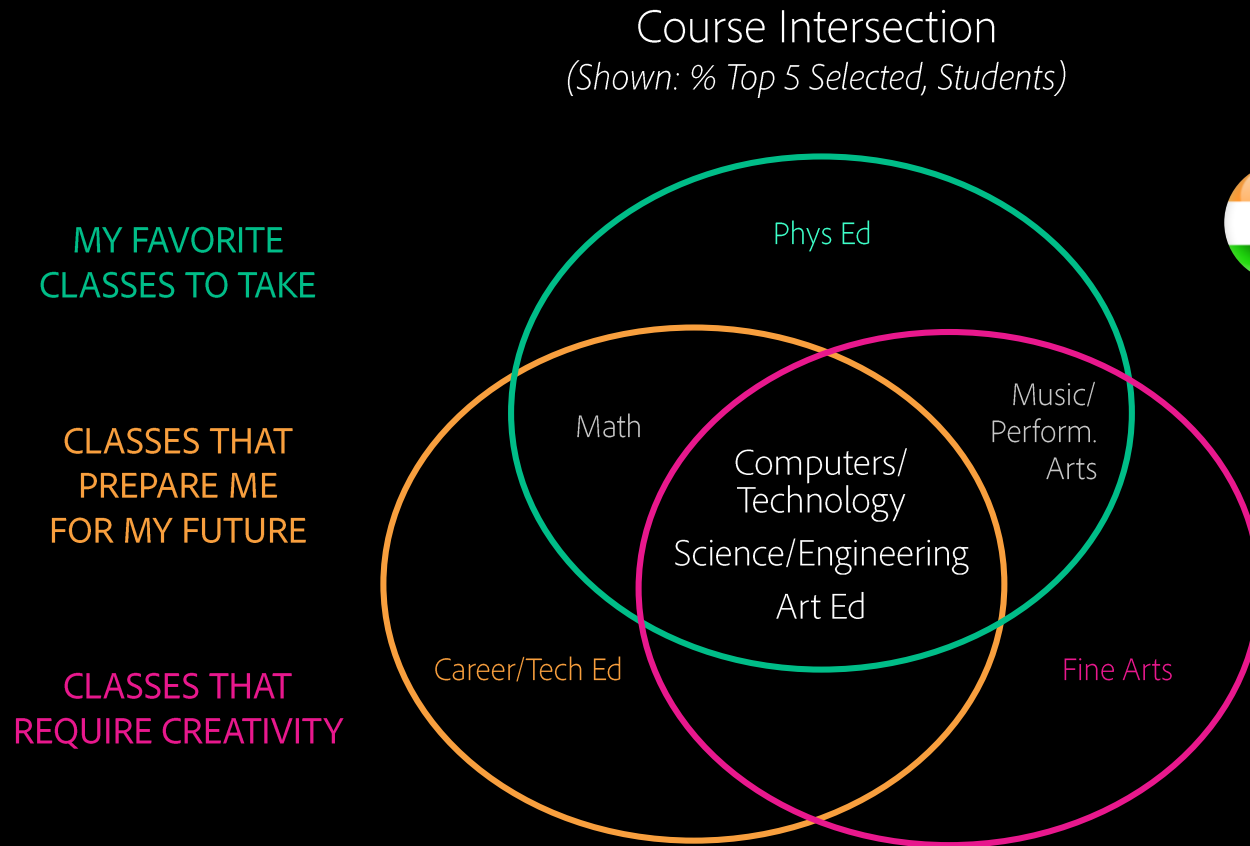 Course Intersection
(Shown: % Top 5 Selected, Students)
MY FAVORITE
CLASSES TO TAKE
CLASSES THAT
PREPARE ME
FOR MY FUTURE
CLASSES THAT
REQUIRE CREATIVITY
Phys Ed
Math
Music/
Perform.
Arts
Computers/
Technology
Science/Engineering
Art Ed
Career/Tech Ed
Fine Arts